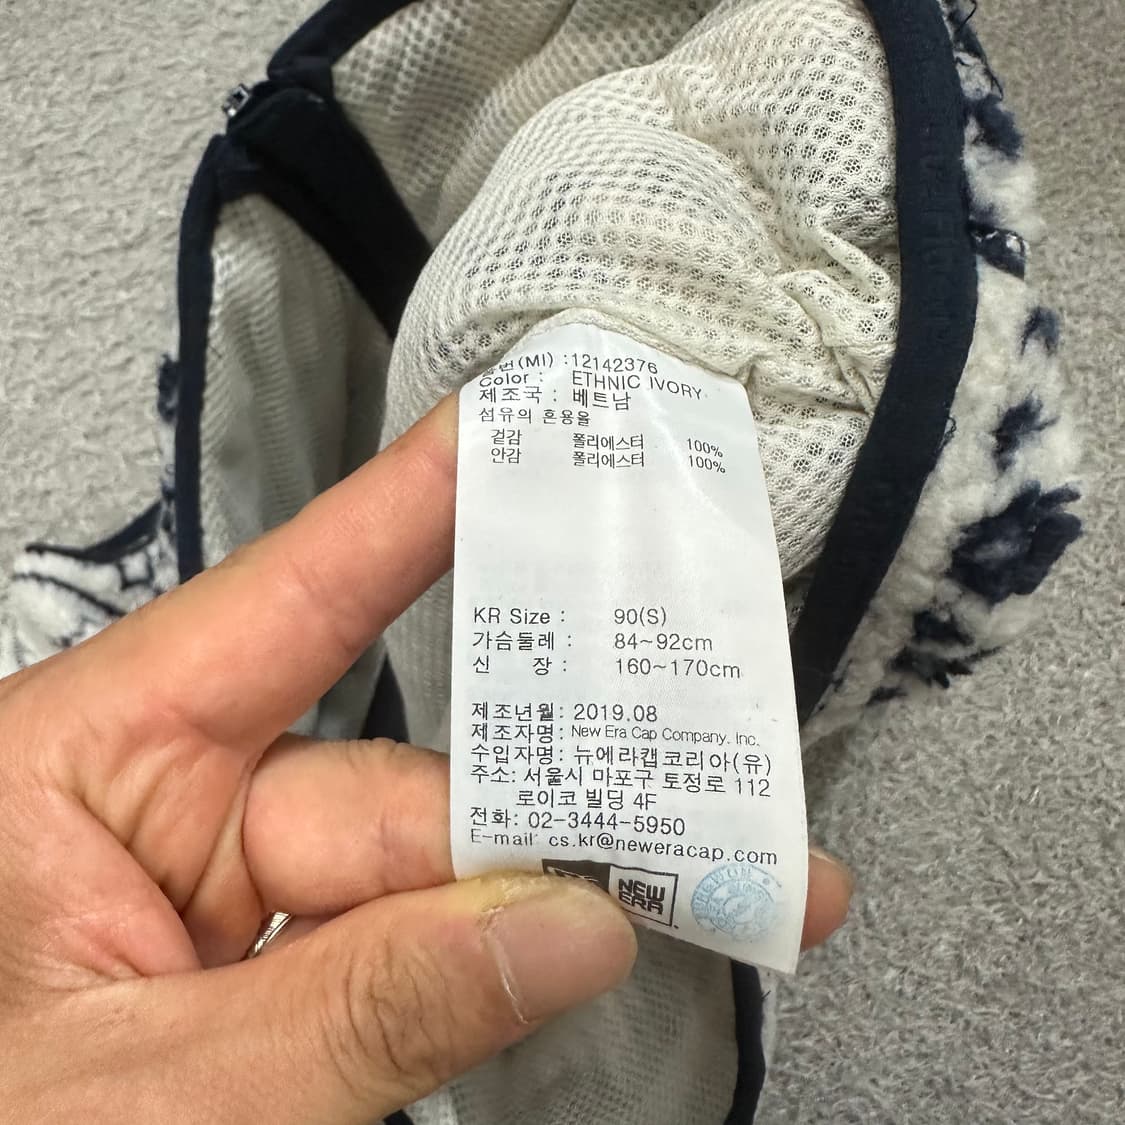 품번(MI) :12142376
Color : ETHNIC IVORY
제조국 : 베트남
섬유의 혼용율
겉감 폴리에스터 100%
안감 폴리에스터 100%
KR Size : 90(S)
가슴둘레 : 84~92cm
신 장 : 160~170cm
제조년월: 2019.08
제조자명: New Era Cap Company. Inc.
수입자명: 뉴에라캡코리아(유)
주소: 서울시 마포구 토정로 112
로이코 빌딩 4F
전화: 02-3444-5950
E-mail: cs.kr@neweracap.com
NEW
ERA